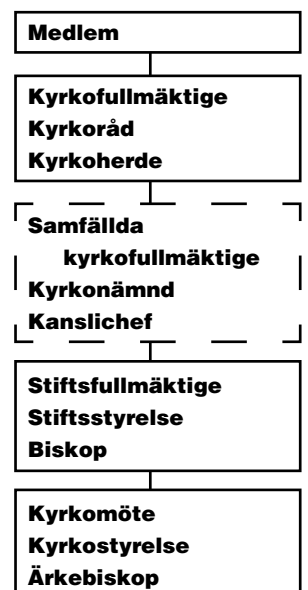 Medlem
Kyrkofullmäktige
Kyrkoråd
Kyrkoherde
Samfällda
kyrkofullmäktige
Kyrkonämnd
Kanslichef
Stiftsfullmäktige
Stiftsstyrelse
Biskop
Kyrkomöte
Kyrkostyrelse
Ärkebiskop